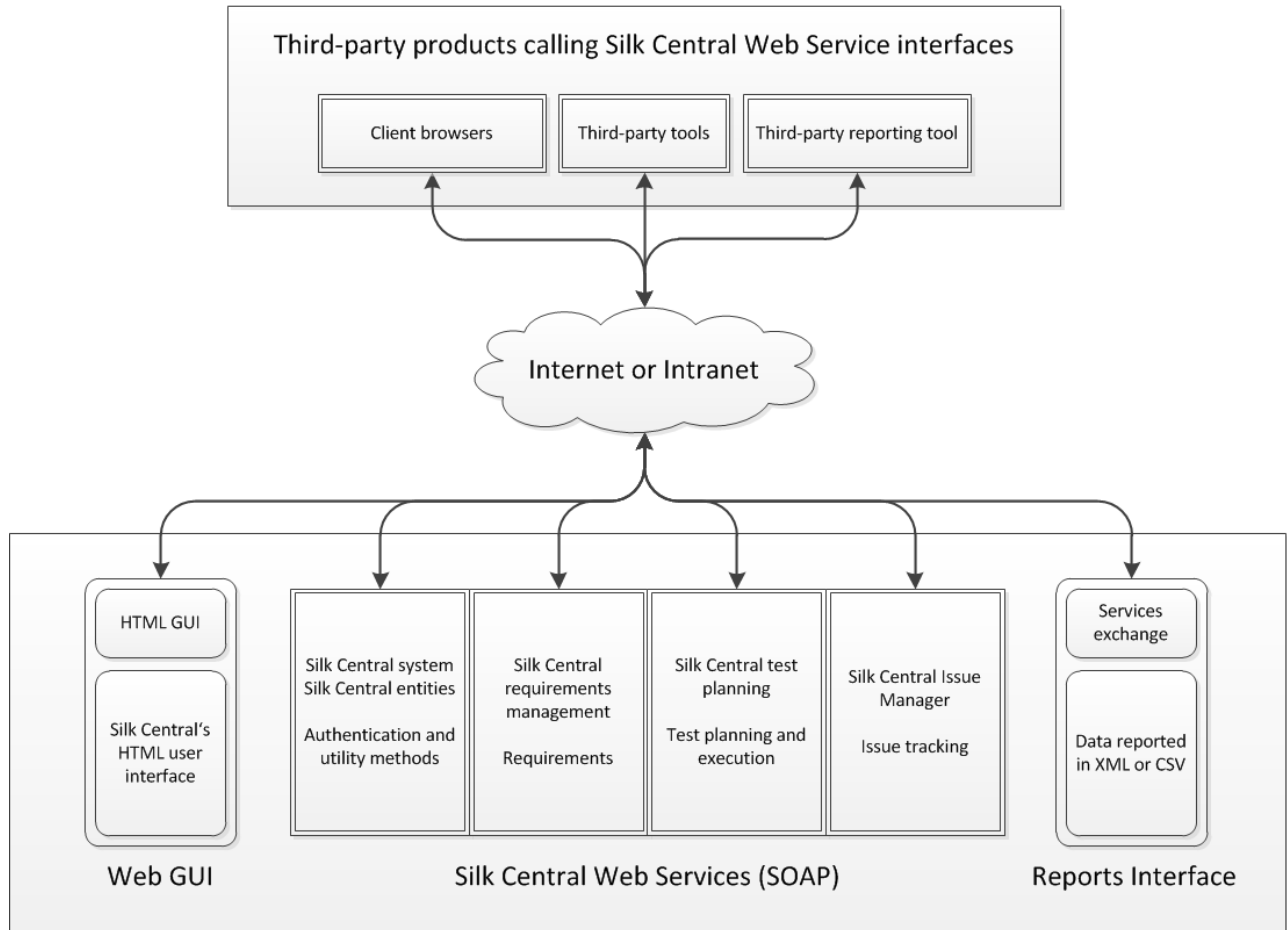 Third-party products calling Silk Central Web Service interfaces
Client browsers
Third-party tools
Third-party reporting tool
Internet or Intranet
HTML GUI
Silk Central‘s
HTML user
interface
Web GUI
Silk Central system
Silk Central entities
Authentication and
utility methods
Silk Central
requirements
management
Requirements
Silk Central test
planning
Test planning and
execution
Silk Central Issue
Manager
Issue tracking
Silk Central Web Services (SOAP)
Services
exchange
Data reported
in XML or CSV
Reports Interface